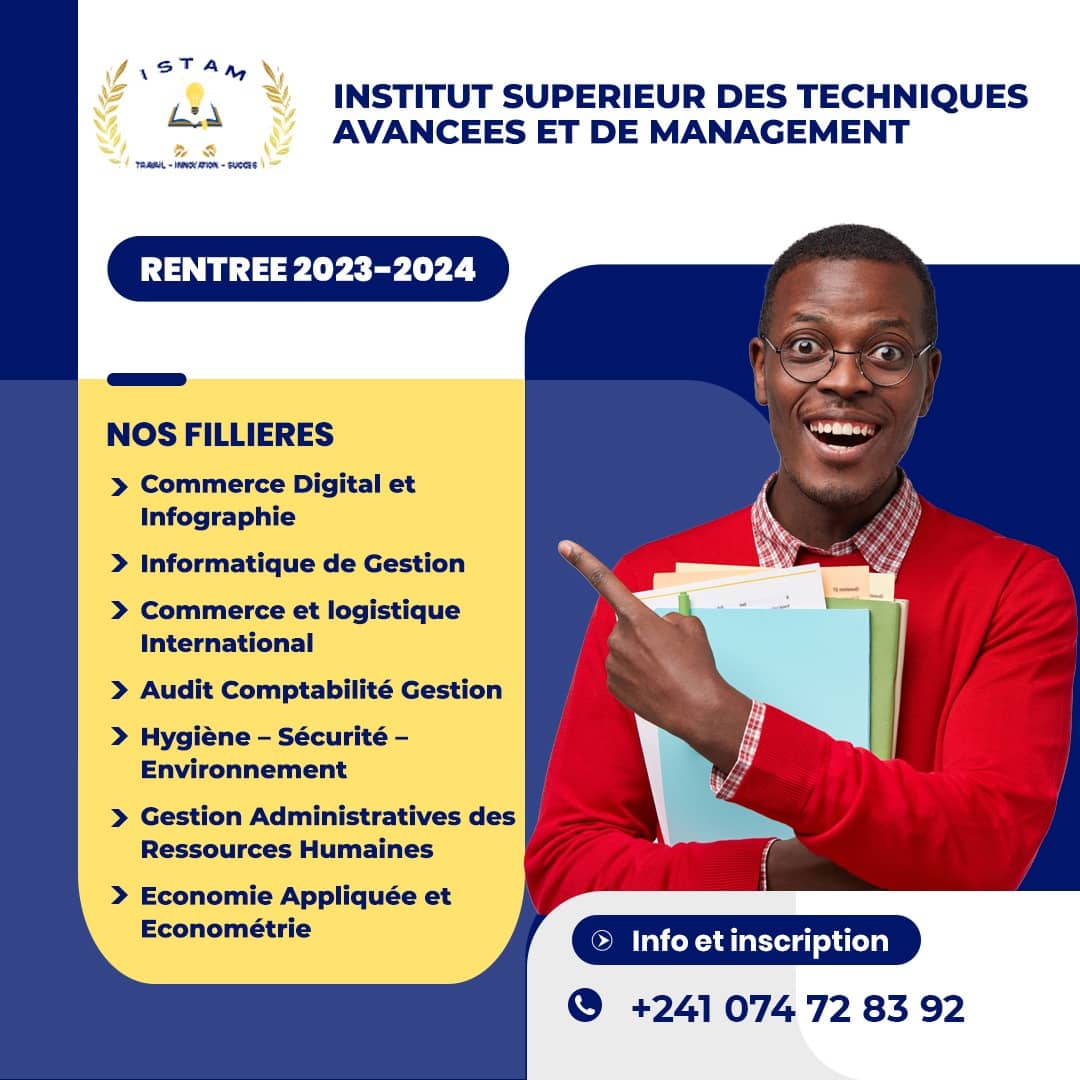 ISTAM
TRAVAIL - INNOVATION - SUCCES
INSTITUT SUPERIEUR DES TECHNIQUES
AVANCEES ET DE MANAGEMENT
RENTREE 2023-2024
NOS FILLIERES
Commerce Digital et
Infographie
Informatique de Gestion
Commerce et logistique
International
Audit Comptabilité Gestion
Hygiène – Sécurité –
Environnement
Gestion Administratives des
Ressources Humaines
Economie Appliquée et
Econométrie
Info et inscription
+241 074 72 83 92